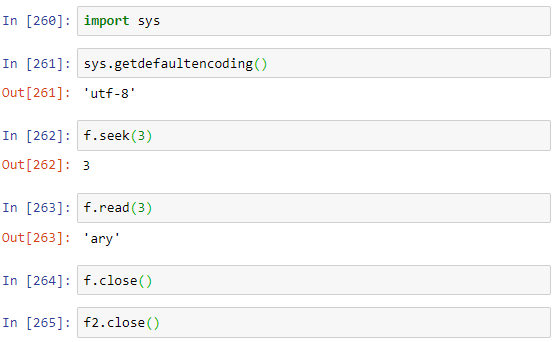 In [260]: import sys
In [261]: sys.getdefaultencoding()
Out[261]: 'utf-8'
In [262]: f.seek(3)
Out[262]: 3
In [263]: f.read(3)
Out[263]: 'ary'
In [264]: f.close()
In [265]: f2.close()